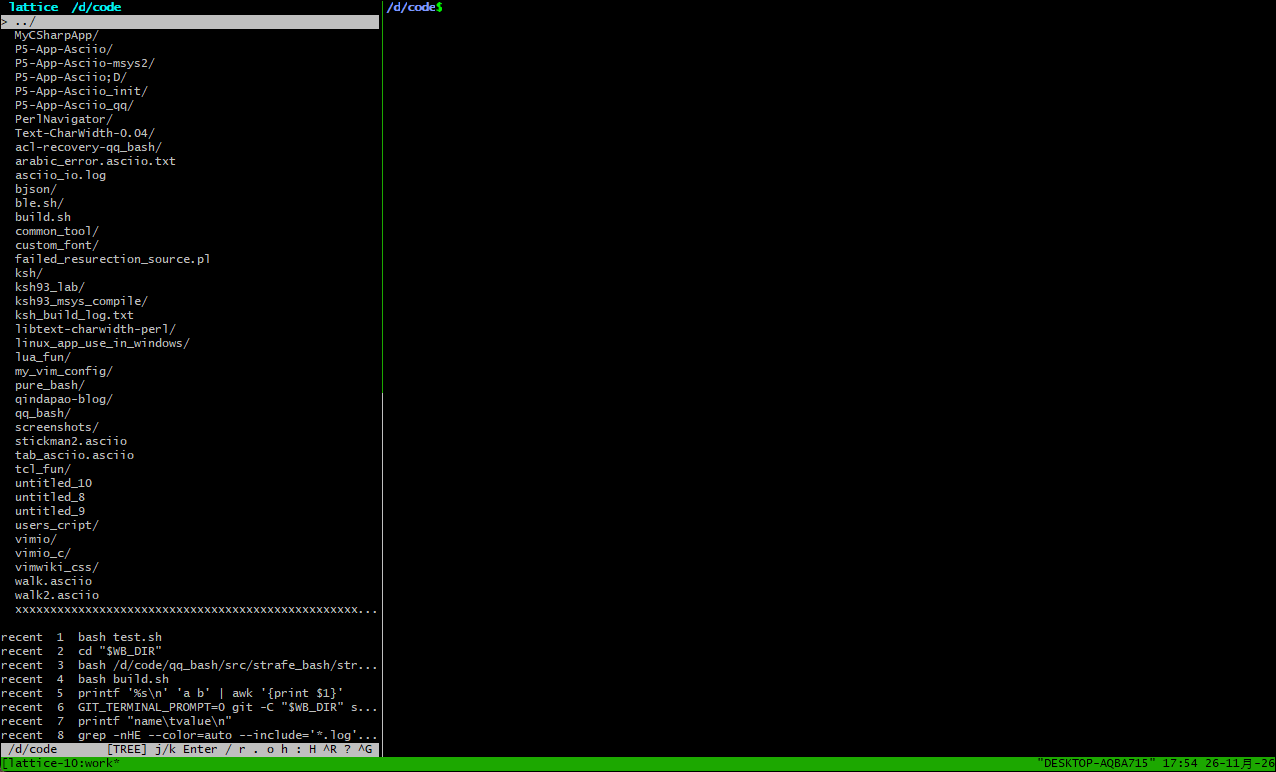 lattice /d/code
> ../
MyCSharpApp/
P5-App-Asciio/
P5-App-Asciio-msys2/
P5-App-Asciio;D/
P5-App-Asciio_init/
P5-App-Asciio_qq/
PerlNavigator/
Text-CharWidth-0.04/
acl-recovery-qq_bash/
arabic_error.asciio.txt
asciio_io.log
bjson/
ble.sh/
build.sh
common_tool/
custom_font/
failed_resurection_source.pl
ksh/
ksh93_lab/
ksh93_msys_compile/
ksh_build_log.txt
libtext-charwidth-perl/
linux_app_use_in_windows/
lua_fun/
my_vim_config/
pure_bash/
qindapao-blog/
qq_bash/
screenshots/
stickman2.asciio
tab_asciio.asciio
tcl_fun/
untitled_10
untitled_8
untitled_9
users_cript/
vimio/
vimio_c/
vimwiki_css/
walk.asciio
walk2.asciio
xxxxxxxxxxxxxxxxxxxxxxxxxxxxxxxxxxxxxxxxxxxxxxxxx...
recent 1 bash test.sh
recent 2 cd "$WB_DIR"
recent 3 bash /d/code/qq_bash/src/strafe_bash/str...
recent 4 bash build.sh
recent 5 printf '%s\n' 'a b' | awk '{print $1}'
recent 6 GIT_TERMINAL_PROMPT=0 git -C "$WB_DIR" s...
recent 7 printf "name\tvalue\n"
recent 8 grep -nHE --color=auto --include='*.log'...
/d/code [TREE] j/k Enter / r . o h : H ^R ? ^G
/d/code$
[lattice-10:work* "DESKTOP-AQBA715" 17:54 26-11月-26